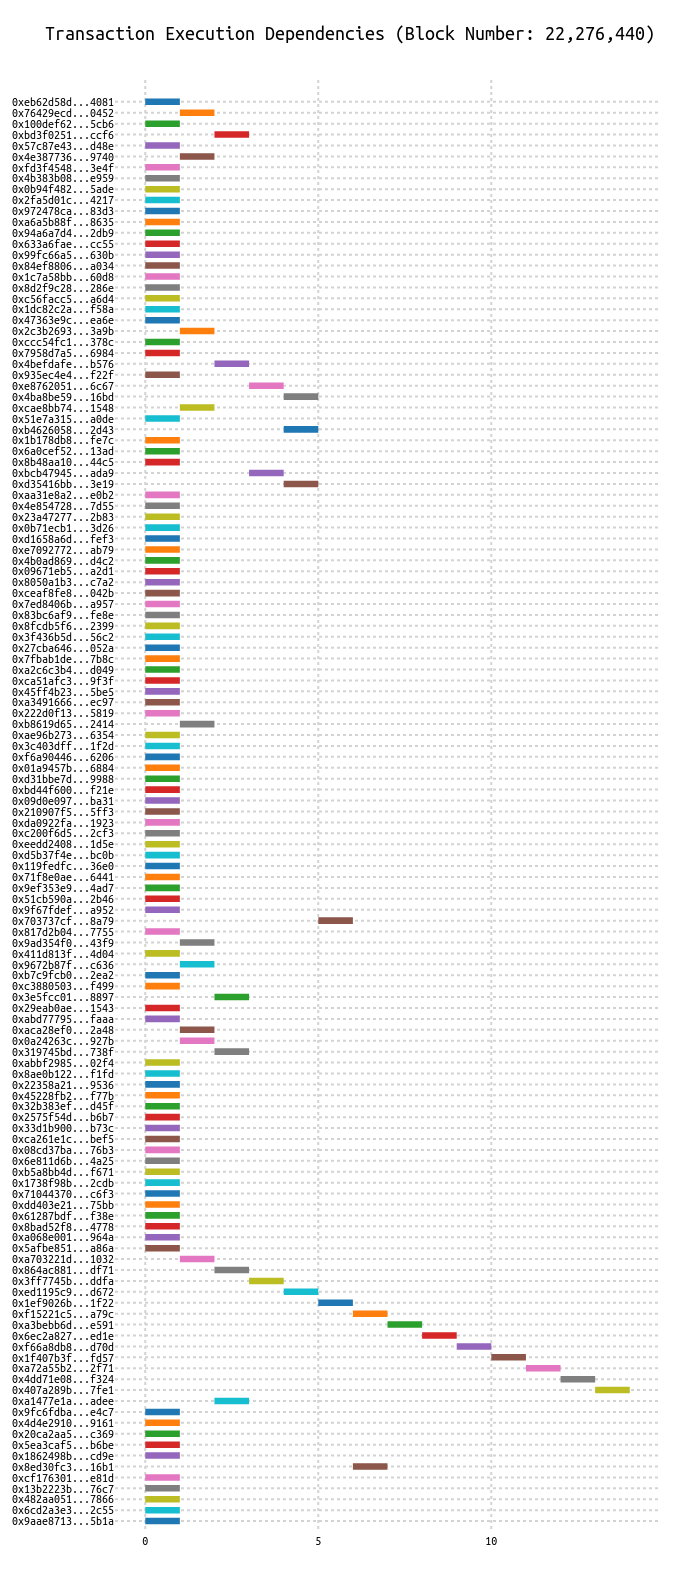 Transaction Execution Dependencies (Block Number: 22,276,440)
0xeb62d58d...4081
0x76429ecd...0452
0x100def62...5cb6
0xbd3f0251...ccf6
0x57c87e43...d48e
0x4e387736...9740
0xfd3f4548...3e4f
0x4b383b08...e959
0x0b94f482...5ade
0x2fa5d01c...4217
0x972478ca...83d3
0xa6a5b88f...8635
0x94a6a7d4...2db9
0x633a6fae...cc55
0x99fc66a5...630b
0x84ef8806...a034
0x1c7a58bb...60d8
0x8d2f9c28...286e
0xc56facc5...a6d4
0x1dc82c2a...f58a
0x47363e9c...ea6e
0x2c3b2693...3a9b
0xccc54fc1...378c
0x7958d7a5...6984
0x4befdafe...b576
0x935ec4e4...f22f
0xe8762051...6c67
0x4ba8be59...16bd
0xcae8bb74...1548
0x51e7a315...a0de
0xb4626058...2d43
0x1b178db8...fe7c
0x6a0cef52...13ad
0x8b48aa10...44c5
0xbcb47945...ada9
0xd35416bb...3e19
0xaa31e8a2...e0b2
0x4e854728...7d55
0x23a47277...2b83
0x0b71ecb1...3d26
0xd1658a6d...fef3
0xe7092772...ab79
0x4b0ad869...d4c2
0x09671eb5...a2d1
0x8050a1b3...c7a2
0xceaf8fe8...042b
0x7ed8406b...a957
0x83bc6af9...fe8e
0x8fcdb5f6...2399
0x3f436b5d...56c2
0x27cba646...052a
0x7fbab1de...7b8c
0xa2c6c3b4...d049
0xca51afc3...9f3f
0x45ff4b23...5be5
0xa3491666...ec97
0x222d0f13...5819
0xb8619d65...2414
0xae96b273...6354
0x3c403dff...1f2d
0xf6a90446...6206
0x01a9457b...6884
0xd31bbe7d...9988
0xbd44f600...f21e
0x09d0e097...ba31
0x210907f5...5ff3
0xda0922fa...1923
0xc200f6d5...2cf3
0xeedd2408...1d5e
0xd5b37f4e...bc0b
0x119fedfc...36e0
0x71f8e0ae...6441
0x9ef353e9...4ad7
0x51cb590a...2b46
0x9f67fdef...a952
0x703737cf...8a79
0x817d2b04...7755
0x9ad354f0...43f9
0x411d813f...4d04
0x9672b87f...c636
0xb7c9fcb0...2ea2
0xc3880503...f499
0x3e5fcc01...8897
0x29eab0ae...1543
0xabd77795...faaa
0xaca28ef0...2a48
0x0a24263c...927b
0x319745bd...738f
0xabbf2985...02f4
0x8ae0b122...f1fd
0x22358a21...9536
0x45228fb2...f77b
0x32b383ef...d45f
0x2575f54d...b6b7
0x33d1b900...b73c
0xca261e1c...bef5
0x08cd37ba...76b3
0x6e811d6b...4a25
0xb5a8bb4d...f671
0x1738f98b...2cdb
0x71044370...c6f3
0xdd403e21...75bb
0x61287bdf...f38e
0x8bad52f8...4778
0xa068e001...964a
0x5afbe851...a86a
0xa703221d...1032
0x864ac881...df71
0x3ff7745b...ddfa
0xed1195c9...d672
0x1ef9026b...1f22
0xf15221c5...a79c
0xa3bebb6d...e591
0x6ec2a827...ed1e
0xf66a8db8...d70d
0x1f407b3f...fd57
0xa72a55b2...2f71
0x4dd71e08...f324
0x407a289b...7fe1
0xa1477e1a...adee
0x9fc6fdba...e4c7
0x4d4e2910...9161
0x20ca2aa5...c369
0x5ea3caf5...b6be
0x1862498b...cd9e
0x8ed30fc3...16b1
0xcf176301...e81d
0x13b2223b...76c7
0x482aa051...7866
0x6cd2a3e3...2c55
0x9aae8713...5b1a
0 5 10